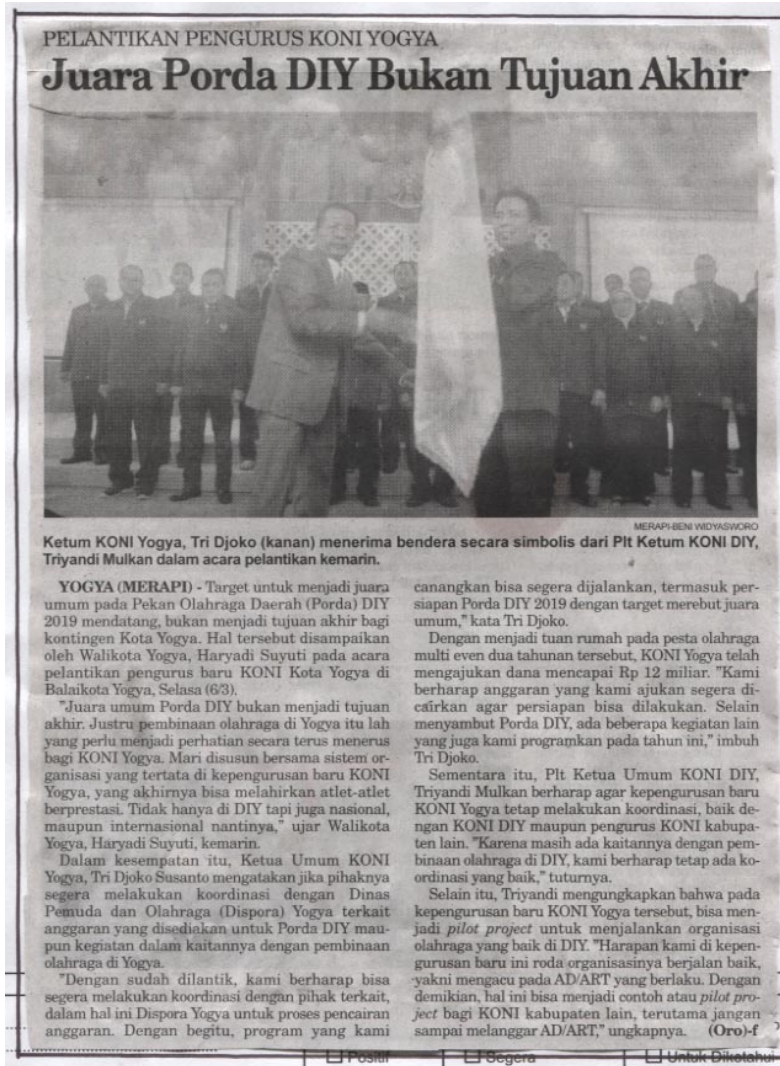 PELANTIKAN PENGURUS KONI YOGYA
Juara Porda DIY Bukan Tujuan Akhir
MERAPI-BENI WIDYASWORO
Ketum KONI Yogya, Tri Djoko (kanan) menerima bendera secara simbolis dari Plt Ketum KONI DIY,
Triyandi Mulkan dalam acara pelantikan kemarin.
YOGYA (MERAPI) - Target untuk menjadi juara
umum pada Pekan Olahraga Daerah (Porda) DIY
2019 mendatang, bukan menjadi tujuan akhir bagi
kontingen Kota Yogya. Hal tersebut disampaikan
oleh Walikota Yogya, Haryadi Suyuti pada acara
pelantikan pengurus baru KONI Kota Yogya di
Balaikota Yogya, Selasa (6/3).
"Juara umum Porda DIY bukan menjadi tujuan
akhir. Justru pembinaan olahraga di Yogya itu lah
yang perlu menjadi perhatian secara terus menerus
bagi KONI Yogya. Mari disusun bersama sistem or-
ganisasi yang tertata di kepengurusan baru KONI
Yogya, yang akhirnya bisa melahirkan atlet-atlet
berprestasi. Tidak hanya di DIY tapi juga nasional,
maupun internasional nantinya," ujar Walikota
Yogya, Haryadi Suyuti, kemarin.
Dalam kesempatan itu, Ketua Umum KONI
Yogya, Tri Djoko Susanto mengatakan jika pihaknya
segera melakukan koordinasi dengan Dinas
Pemuda dan Olahraga (Dispora) Yogya terkait
anggaran yang disediakan untuk Porda DIY mau-
pun kegiatan dalam kaitannya dengan pembinaan
olahraga di Yogya.
"Dengan sudah dilantik, kami berharap bisa
segera melakukan koordinasi dengan pihak terkait,
dalam hal ini Dispora Yogya untuk proses pencairan
anggaran. Dengan begitu, program yang kami
canangkan bisa segera dijalankan, termasuk per-
siapan Porda DIY 2019 dengan target merebut juara
umum," kata Tri Djoko.
Dengan menjadi tuan rumah pada pesta olahraga
multi even dua tahunan tersebut, KONI Yogya telah
mengajukan dana mencapai Rp 12 miliar. "Kami
berharap anggaran yang kami ajukan segera di-
cairkan agar persiapan bisa dilakukan. Selain
menyambut Porda DIY, ada beberapa kegiatan lain
yang juga kami programkan pada tahun ini," imbuh
Tri Djoko.
Sementara itu, Plt Ketua Umum KONI DIY,
Triyandi Mulkan berharap agar kepengurusan baru
KONI Yogya tetap melakukan koordinasi, baik de-
ngan KONI DIY maupun pengurus KONI kabupa-
ten lain. "Karena masih ada kaitannya dengan pem-
binaan olahraga di DIY, kami berharap tetap ada ko-
ordinasi yang baik," tuturnya.
Selain itu, Triyandi mengungkapkan bahwa pada
kepengurusan baru KONI Yogya tersebut, bisa men-
jadi pilot project untuk menjalankan organisasi
olahraga yang baik di DIY. "Harapan kami di kepen-
gurusan baru ini roda organisasinya berjalan baik,
yakni mengacu pada AD/ART yang berlaku. Dengan
demikian, hal ini bisa menjadi contoh atau pilot pro-
ject bagi KONI kabupaten lain, terutama jangan
sampai melanggar AD/ART," ungkapnya. (Oro)-f
Positif Segera Untuk Diketahui